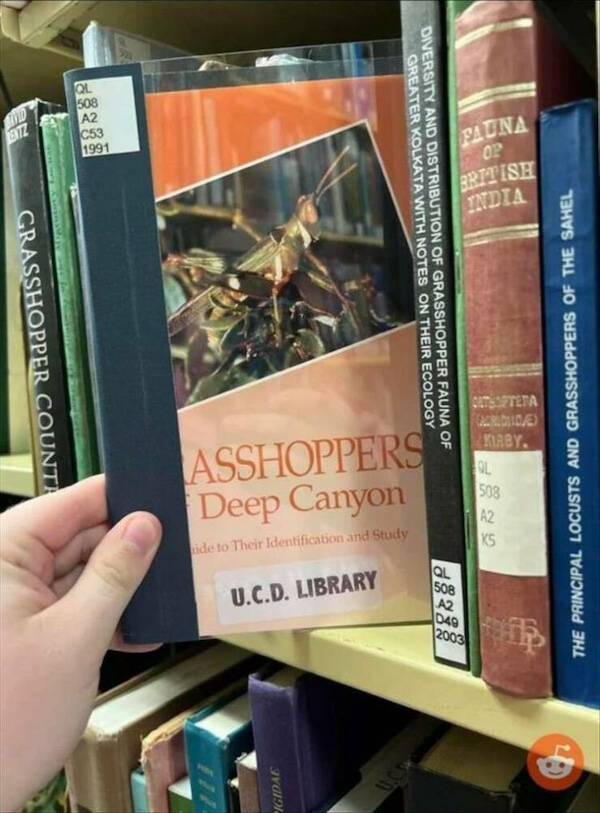 QL
508
A2
C53
1991
ASSHOPPERS
Deep Canyon
uide to Their Identification and Study
U.C.D. LIBRARY
GRASSHOPPER COUNT
DIVERSITY AND DISTRIBUTION OF GRASSHOPPER FAUNA OF
GREATER KOLKATA WITH NOTES ON THEIR ECOLOGY
QL
508
.A2
D49
2003
FAUNA
OF
BRITISH
INDIA
KIRBY.
QL
508
A2
K5
THE PRINCIPAL LOCUSTS AND GRASSHOPPERS OF THE SAHEL